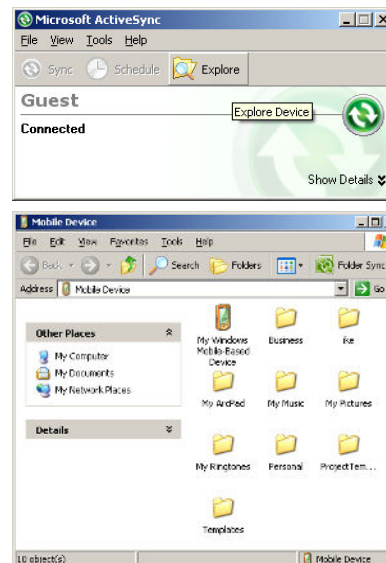 Microsoft ActiveSync
File View Tools Help
Sync Schedule Explore
Guest
Explore Device
Connected
Show Details
Mobile Device
File Edit View Favorites Tools Help
Back Search Folders Folder Sync
Address Mobile Device Go
Other Places
My Computer
My Documents
My Network Places
Details
My Windows Mobile-Based Device
Business
ike
My ArcPad
My Music
My Pictures
My Ringtones
Personal
ProjectTem...
Templates
10 object(s) Mobile Device